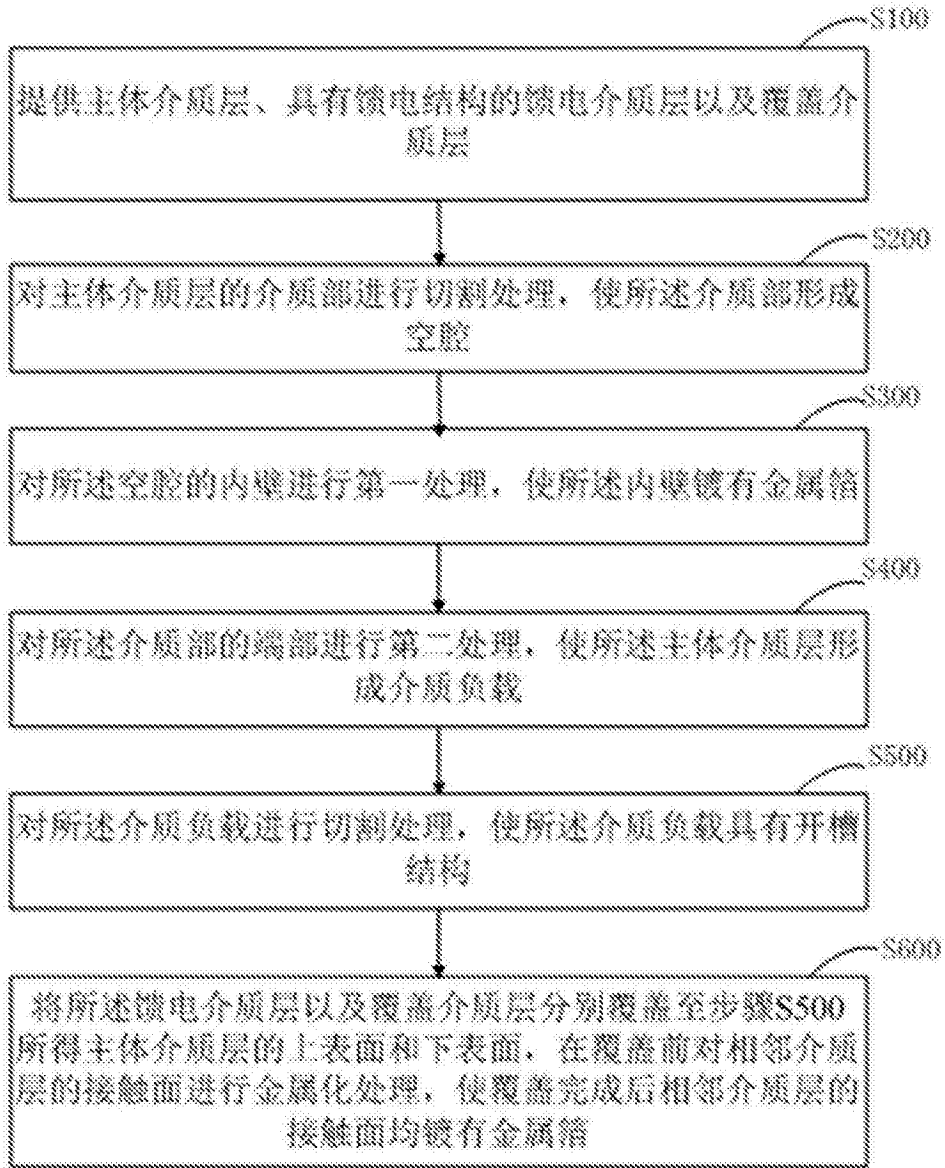 S100
提供主体介质层、具有馈电结构的馈电介质层以及覆盖介
质层
S200
对主体介质层的介质部进行切割处理，使所述介质部形成
空腔
S300
对所述空腔的内壁进行第一处理，使所述内壁镀有金属箔
S400
对所述介质部的端部进行第二处理，使所述主体介质层形
成介质负载
S500
对所述介质负载进行切割处理，使所述介质负载具有开槽
结构
S600
将所述馈电介质层以及覆盖介质层分别覆盖至步骤S500
所得主体介质层的上表面和下表面，在覆盖前对相邻介质
层的接触面进行金属化处理，使覆盖完成后相邻介质层的
接触面均镀有金属箔